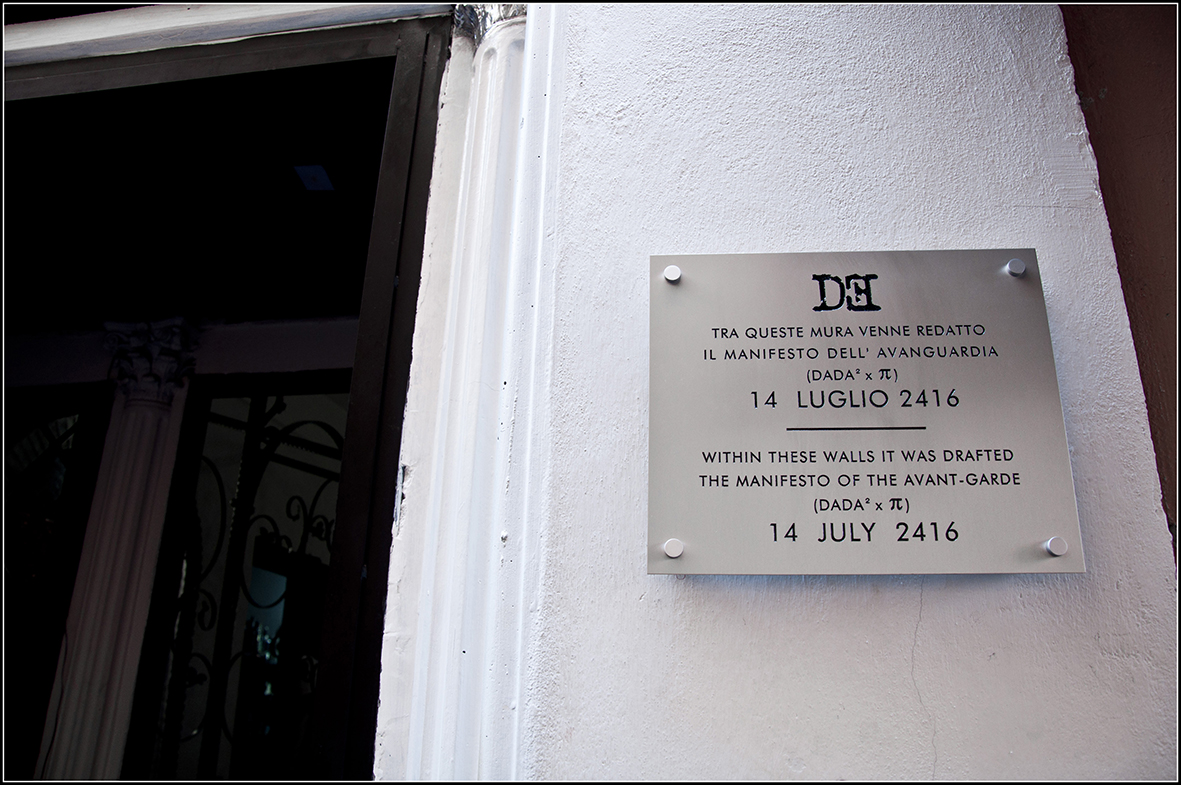 DE
TRA QUESTE MURA VENNE REDATTO
IL MANIFESTO DELL' AVANGUARDIA
(DADA² x π)
14 LUGLIO 2416
WITHIN THESE WALLS IT WAS DRAFTED
THE MANIFESTO OF THE AVANT-GARDE
(DADA² x π)
14 JULY 2416